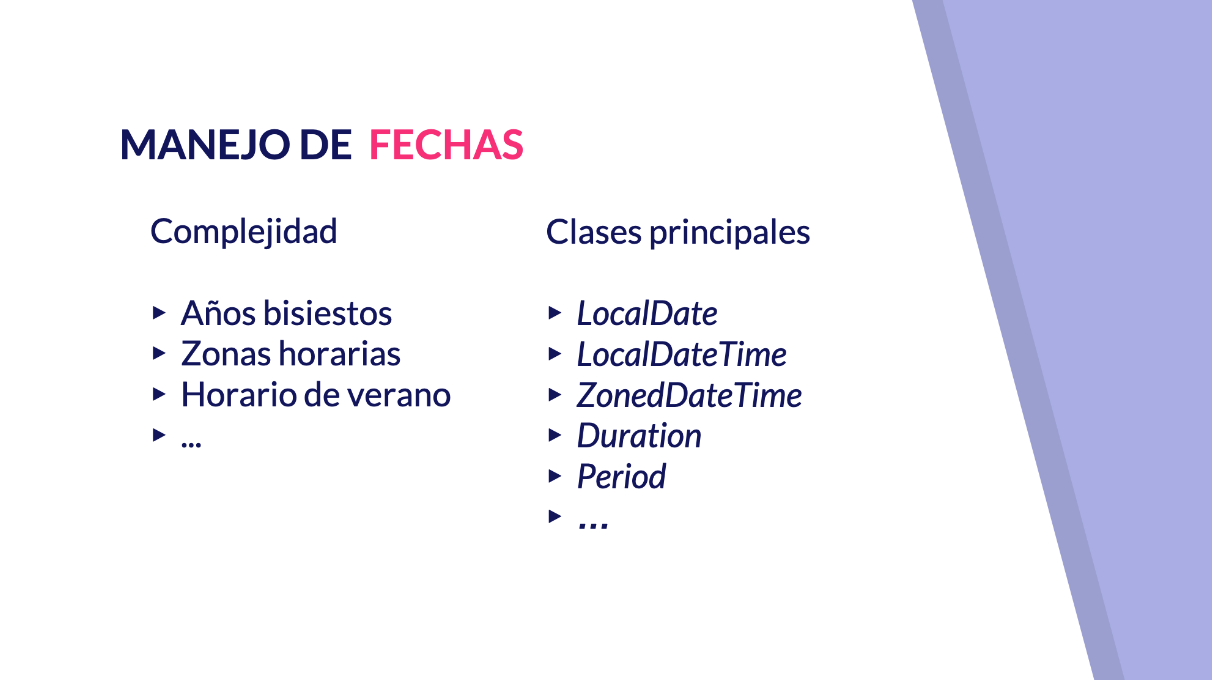 MANEJO DE FECHAS
Complejidad
Años bisiestos
Zonas horarias
Horario de verano
...
Clases principales
LocalDate
LocalDateTime
ZonedDateTime
Duration
Period
...